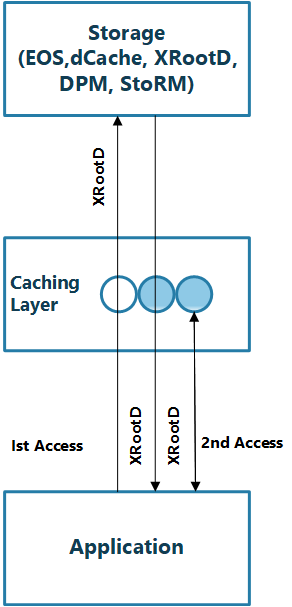 Storage
(EOS,dCache, XRootD,
DPM, StoRM)
XRootD
Caching
Layer
Ist Access
XRootD
XRootD
2nd Access
Application